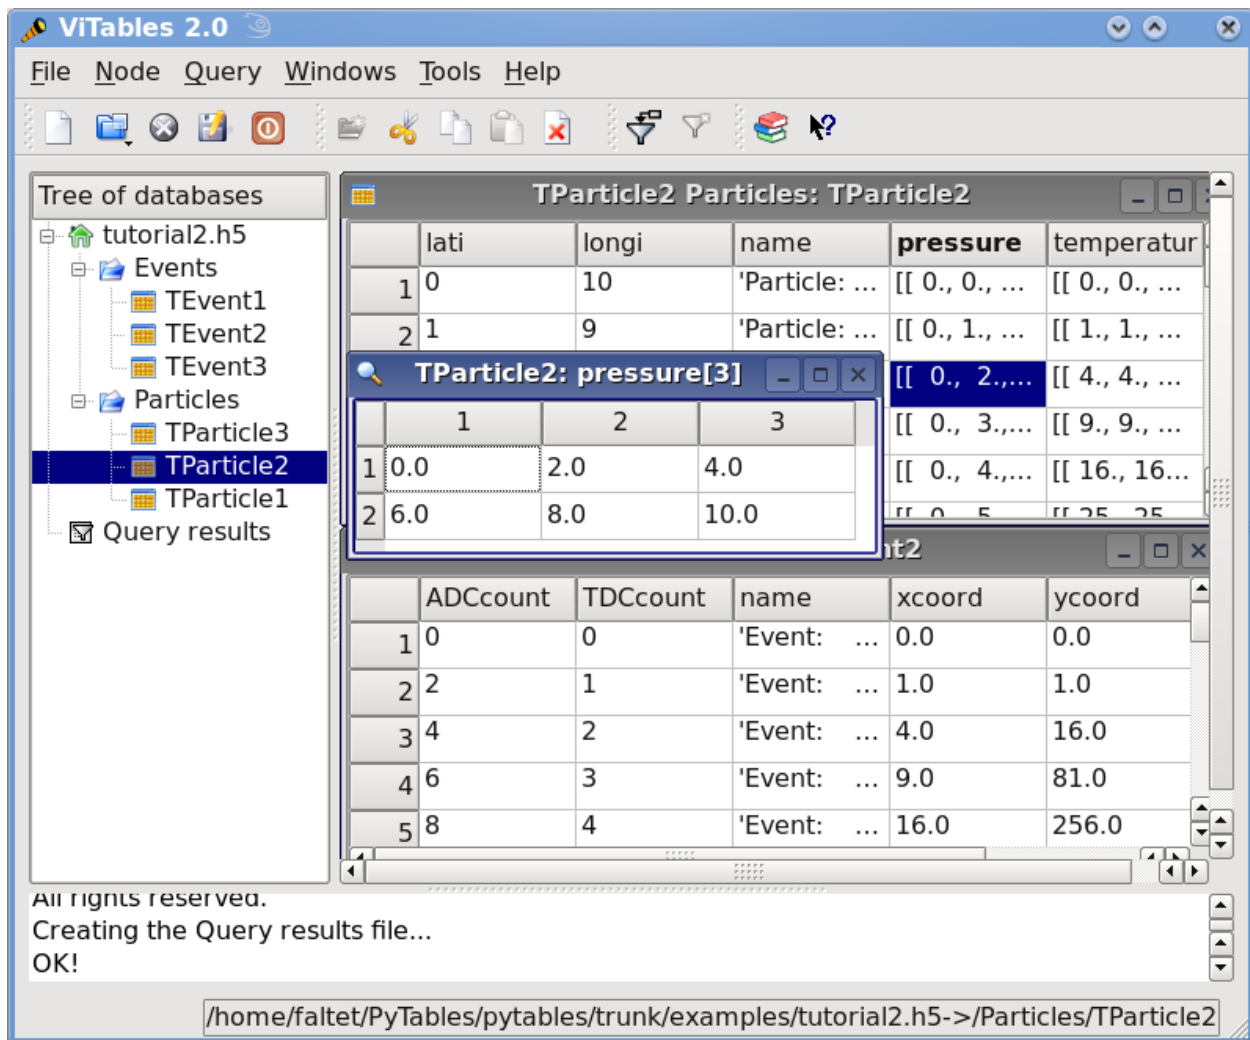 ViTables 2.0
File Node Query Windows Tools Help
Tree of databases
tutorial2.h5
Events
TEvent1
TEvent2
TEvent3
Particles
TParticle3
TParticle2
TParticle1
Query results
TParticle2 Particles: TParticle2
lati longi name pressure temperatur
1 0 10 'Particle: ... [[ 0., 0., ... [[ 0., 0., ...
2 1 9 'Particle: ... [[ 0., 1., ... [[ 1., 1., ...
[[ 0., 2.,... [[ 4., 4., ...
[[ 0., 3.,... [[ 9., 9., ...
[[ 0., 4.,... [[ 16., 16...
TParticle2: pressure[3]
1 2 3
1 0.0 2.0 4.0
2 6.0 8.0 10.0
nt2
ADCcount TDCcount name xcoord ycoord
1 0 0 'Event: ... 0.0 0.0
2 2 1 'Event: ... 1.0 1.0
3 4 2 'Event: ... 4.0 16.0
4 6 3 'Event: ... 9.0 81.0
5 8 4 'Event: ... 16.0 256.0
All rights reserved.
Creating the Query results file...
OK!
/home/faltet/PyTables/pytables/trunk/examples/tutorial2.h5->/Particles/TParticle2